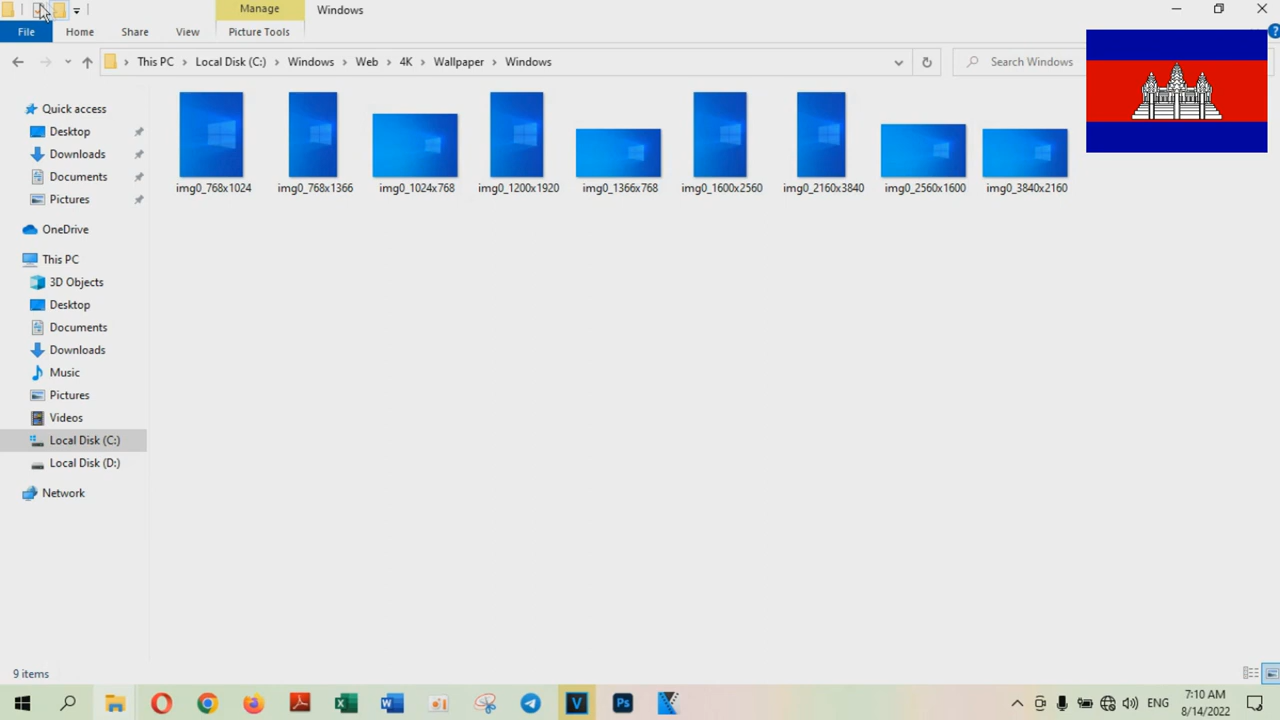 Manage
Windows
File
Home
Share
View
Picture Tools
This PC
Local Disk (C:)
Windows
Web
4K
Wallpaper
Windows
Search Windows
Quick access
Desktop
Downloads
Documents
Pictures
OneDrive
This PC
3D Objects
Desktop
Documents
Downloads
Music
Pictures
Videos
Local Disk (C:)
Local Disk (D:)
Network
img0_768x1024
img0_768x1366
img0_1024x768
img0_1200x1920
img0_1366x768
img0_1600x2560
img0_2160x3840
img0_2560x1600
img0_3840x2160
9 items
ENG
7:10 AM
8/14/2022